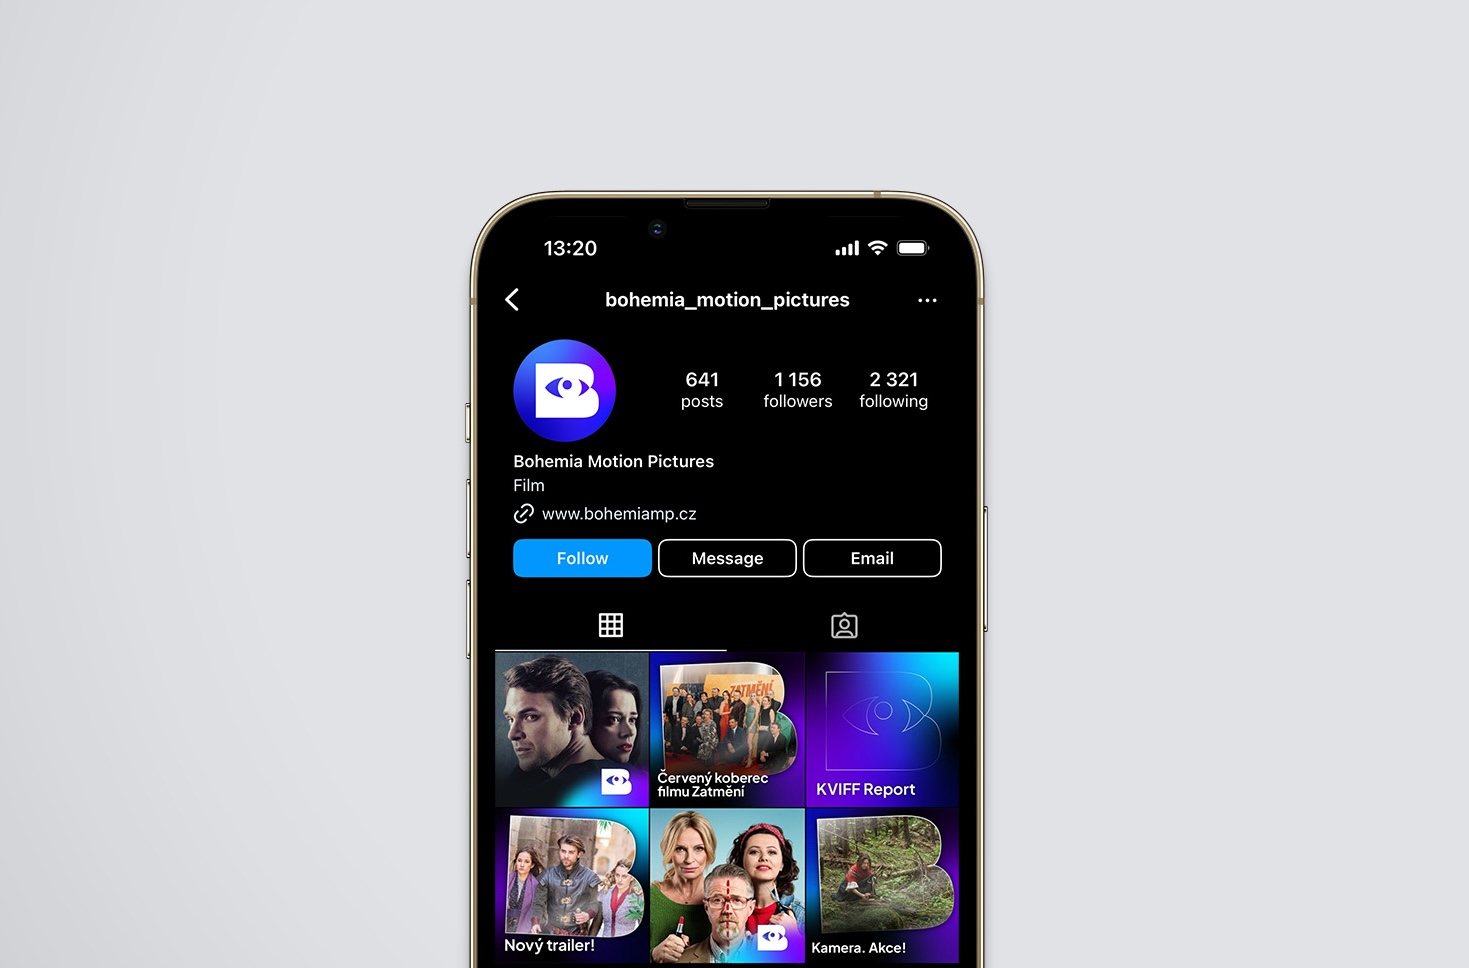 13:20
bohemia_motion_pictures
641
posts
1 156
followers
2 321
following
Bohemia Motion Pictures
Film
www.bohemiamp.cz
Follow
Message
Email
ZATMĚNÍ
Červený koberec
filmu Zatmění
KVIFF Report
Nový trailer!
Kamera. Akce!